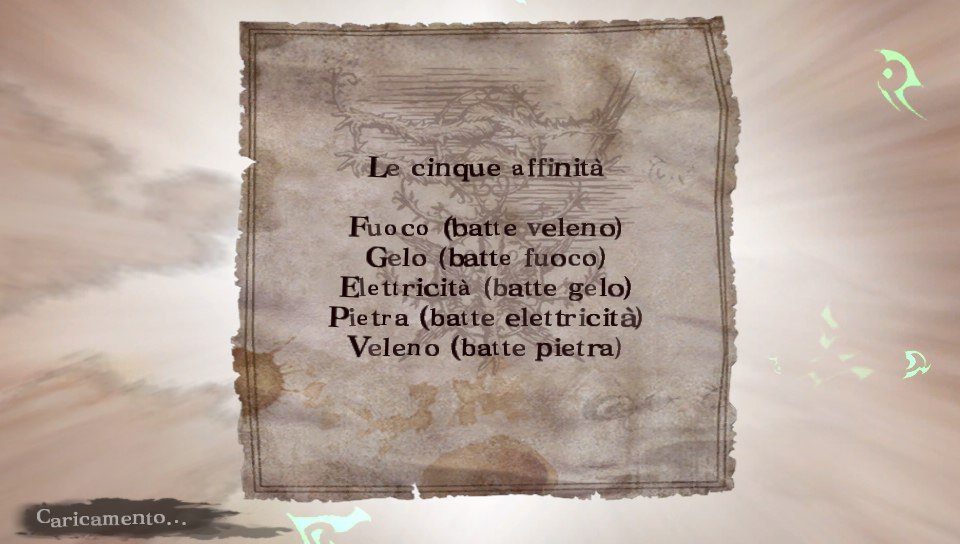 Le cinque affinità
Fuoco (batte veleno)
Gelo (batte fuoco)
Elettricità (batte gelo)
Pietra (batte elettricità)
Veleno (batte pietra)
Caricamento...